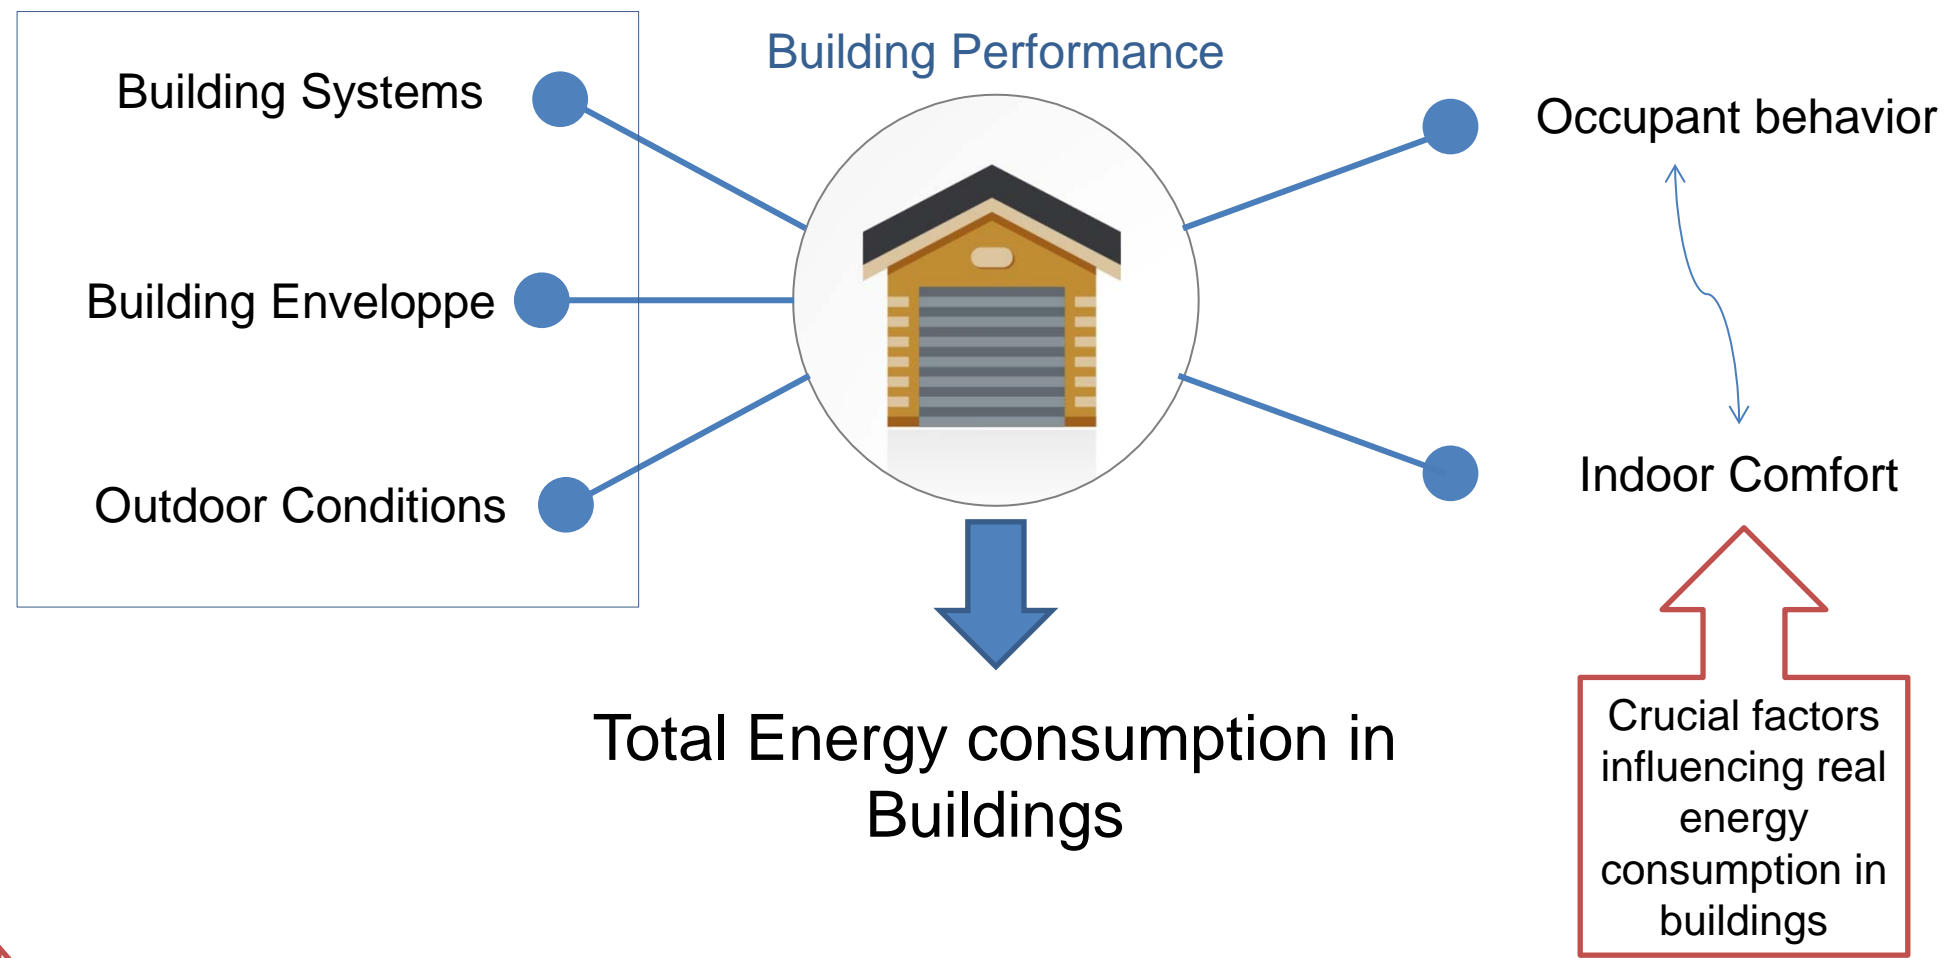 Building Performance
Building Systems
Building Enveloppe
Outdoor Conditions
Occupant behavior
Indoor Comfort
Total Energy consumption in
Buildings
Crucial factors
influencing real
energy
consumption in
buildings